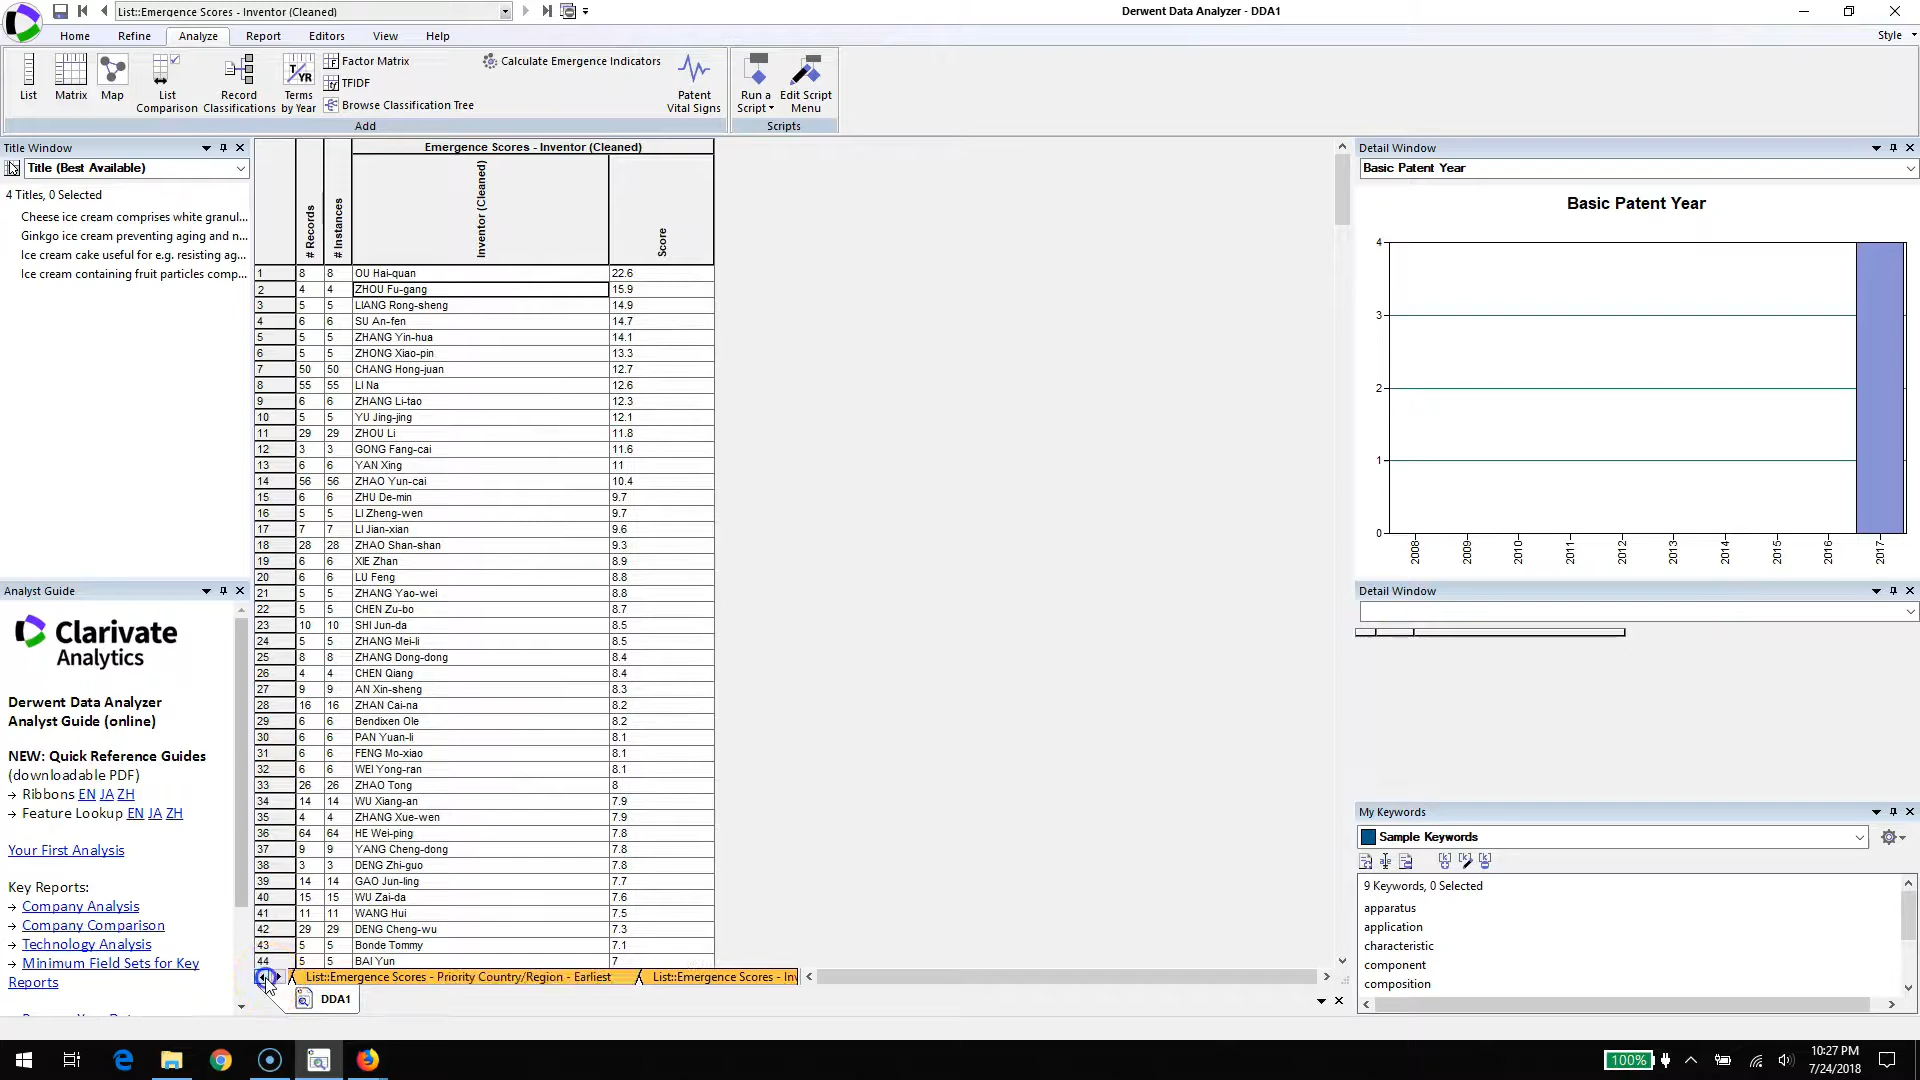 List::Emergence Scores - Inventor (Cleaned)
Derwent Data Analyzer - DDA1
Home Refine Analyze Report Editors View Help
Style
List
Matrix
Map
List Comparison
Record Classifications
Terms by Year
T/YR
Factor Matrix
TFIDF
Browse Classification Tree
Calculate Emergence Indicators
Patent Vital Signs
Run a Script
Edit Script Menu
Add
Scripts
Title Window
Title (Best Available)
4 Titles, 0 Selected
Cheese ice cream comprises white granul...
Ginkgo ice cream preventing aging and n...
Ice cream cake useful for e.g. resisting ag...
Ice cream containing fruit particles comp...
Analyst Guide
Clarivate
Analytics
Derwent Data Analyzer
Analyst Guide (online)
NEW: Quick Reference Guides
(downloadable PDF)
→ Ribbons EN JA ZH
→ Feature Lookup EN JA ZH
Your First Analysis
Key Reports:
→ Company Analysis
→ Company Comparison
→ Technology Analysis
→ Minimum Field Sets for Key
Reports
Emergence Scores - Inventor (Cleaned)
# Records # Instances Inventor (Cleaned) Score
1 8 8 OU Hai-quan 22.6
2 4 4 ZHOU Fu-gang 15.9
3 5 5 LIANG Rong-sheng 14.9
4 6 6 SU An-fen 14.7
5 5 5 ZHANG Yin-hua 14.1
6 5 5 ZHONG Xiao-pin 13.3
7 50 50 CHANG Hong-juan 12.7
8 55 55 LI Na 12.6
9 6 6 ZHANG Li-tao 12.3
10 5 5 YU Jing-jing 12.1
11 29 29 ZHOU Li 11.8
12 3 3 GONG Fang-cai 11.6
13 6 6 YAN Xing 11
14 56 56 ZHAO Yun-cai 10.4
15 6 6 ZHU De-min 9.7
16 5 5 LI Zheng-wen 9.7
17 7 7 LI Jian-xian 9.6
18 28 28 ZHAO Shan-shan 9.3
19 6 6 XIE Zhan 8.9
20 6 6 LU Feng 8.8
21 5 5 ZHANG Yao-wei 8.8
22 5 5 CHEN Zu-bo 8.7
23 10 10 SHI Jun-da 8.5
24 5 5 ZHANG Mei-li 8.5
25 8 8 ZHANG Dong-dong 8.4
26 4 4 CHEN Qiang 8.4
27 9 9 AN Xin-sheng 8.3
28 16 16 ZHAN Cai-na 8.2
29 6 6 Bendixen Ole 8.2
30 6 6 PAN Yuan-li 8.1
31 6 6 FENG Mo-xiao 8.1
32 6 6 WEI Yong-ran 8.1
33 26 26 ZHAO Tong 8
34 14 14 WU Xiang-an 7.9
35 4 4 ZHANG Xue-wen 7.9
36 64 64 HE Wei-ping 7.8
37 9 9 YANG Cheng-dong 7.8
38 3 3 DENG Zhi-guo 7.8
39 14 14 GAO Jun-ling 7.7
40 15 15 WU Zai-da 7.6
41 11 11 WANG Hui 7.5
42 29 29 DENG Cheng-wu 7.3
43 5 5 Bonde Tommy 7.1
44 5 5 BAI Yun 7
List::Emergence Scores - Priority Country/Region - Earliest
List::Emergence Scores - Inv
DDA1
Detail Window
Basic Patent Year
Basic Patent Year
4
3
2
1
0
2008 2009 2010 2011 2012 2013 2014 2015 2016 2017
Detail Window
My Keywords
Sample Keywords
9 Keywords, 0 Selected
apparatus
application
characteristic
component
composition
100%
10:27 PM
7/24/2018